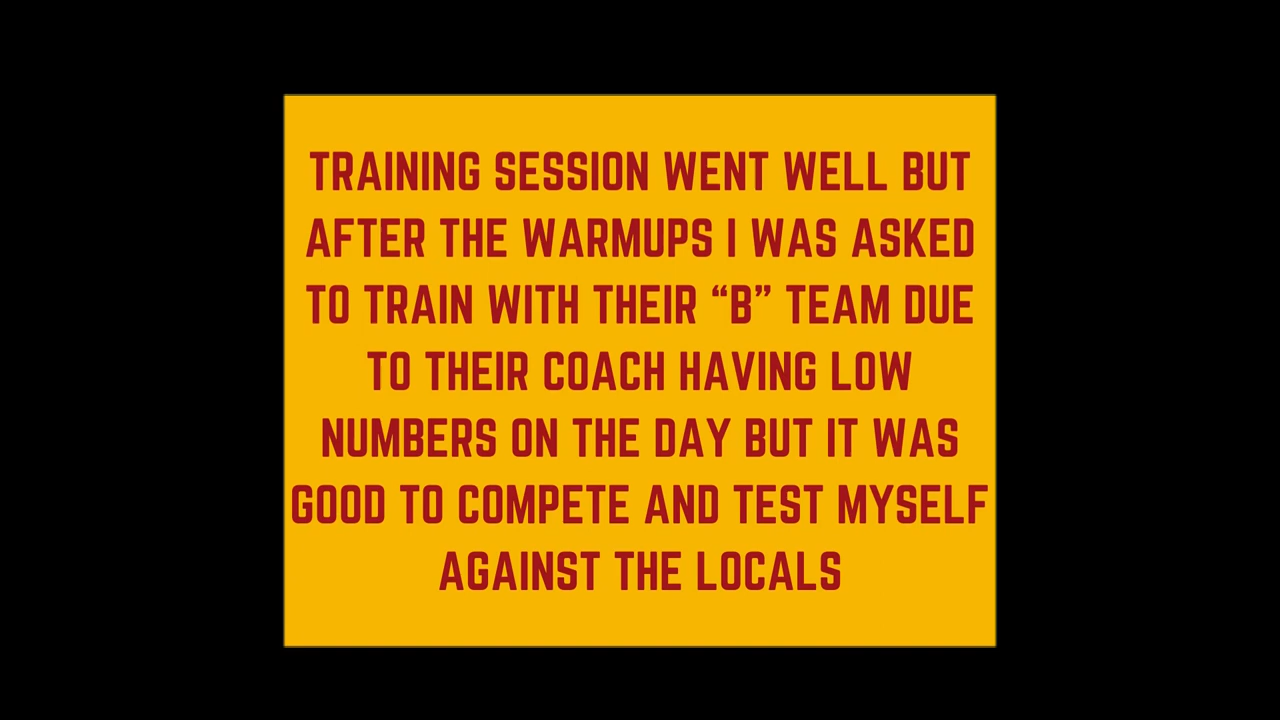 TRAINING SESSION WENT WELL BUT
AFTER THE WARMUPS I WAS ASKED
TO TRAIN WITH THEIR “B” TEAM DUE
TO THEIR COACH HAVING LOW
NUMBERS ON THE DAY BUT IT WAS
GOOD TO COMPETE AND TEST MYSELF
AGAINST THE LOCALS